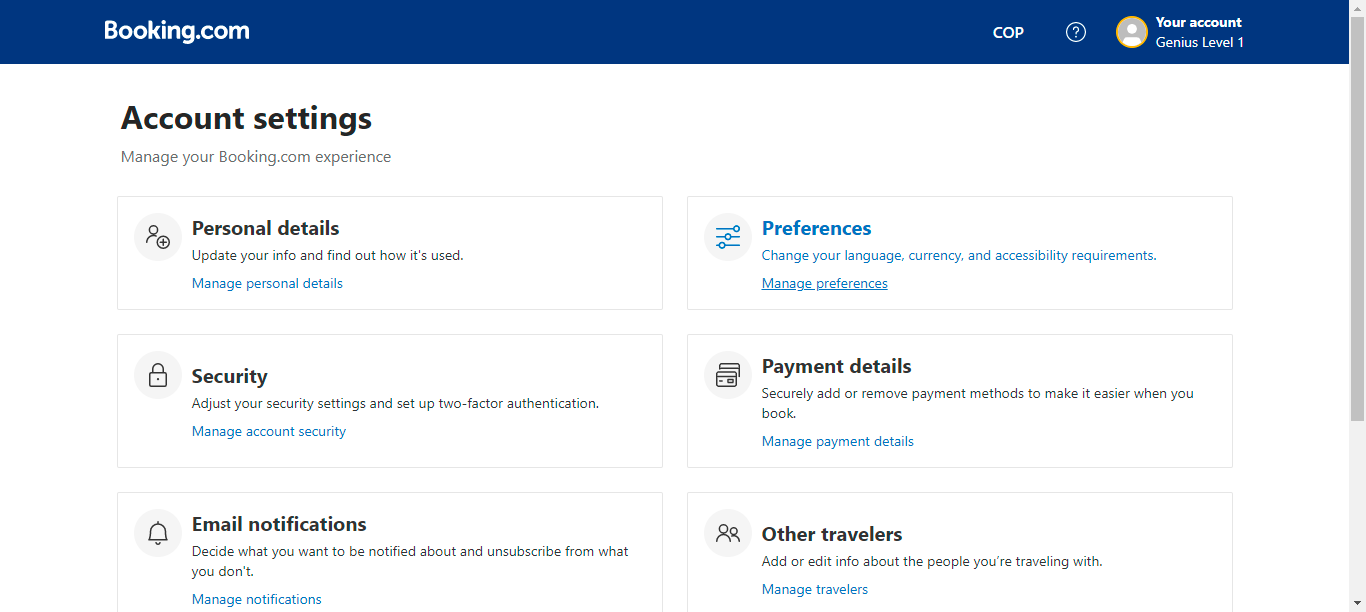 Booking.com
COP
Your account
Genius Level 1
Account settings
Manage your Booking.com experience
Personal details
Update your info and find out how it's used.
Manage personal details
Preferences
Change your language, currency, and accessibility requirements.
Manage preferences
Security
Adjust your security settings and set up two-factor authentication.
Manage account security
Payment details
Securely add or remove payment methods to make it easier when you
book.
Manage payment details
Email notifications
Decide what you want to be notified about and unsubscribe from what
you don't.
Manage notifications
Other travelers
Add or edit info about the people you’re traveling with.
Manage travelers